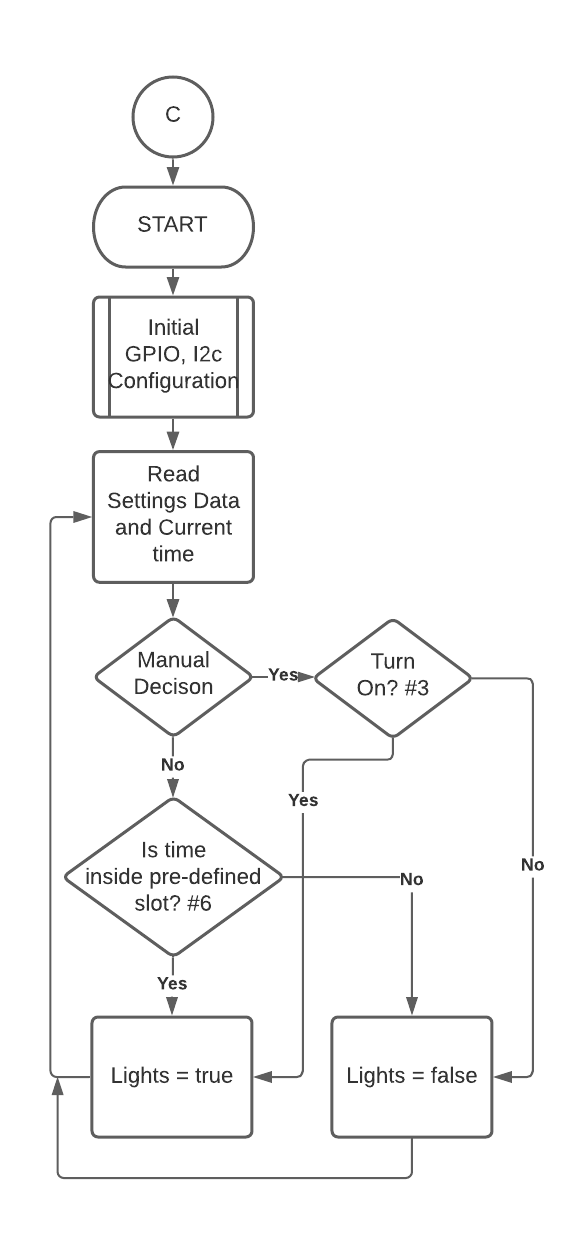 C
START
Initial
GPIO, I2c
Configuration
Read
Settings Data
and Current
time
Manual
Decison
Yes
Turn
On? #3
No
Yes
Is time
inside pre-defined
slot? #6
No
No
Yes
Lights = true
Lights = false